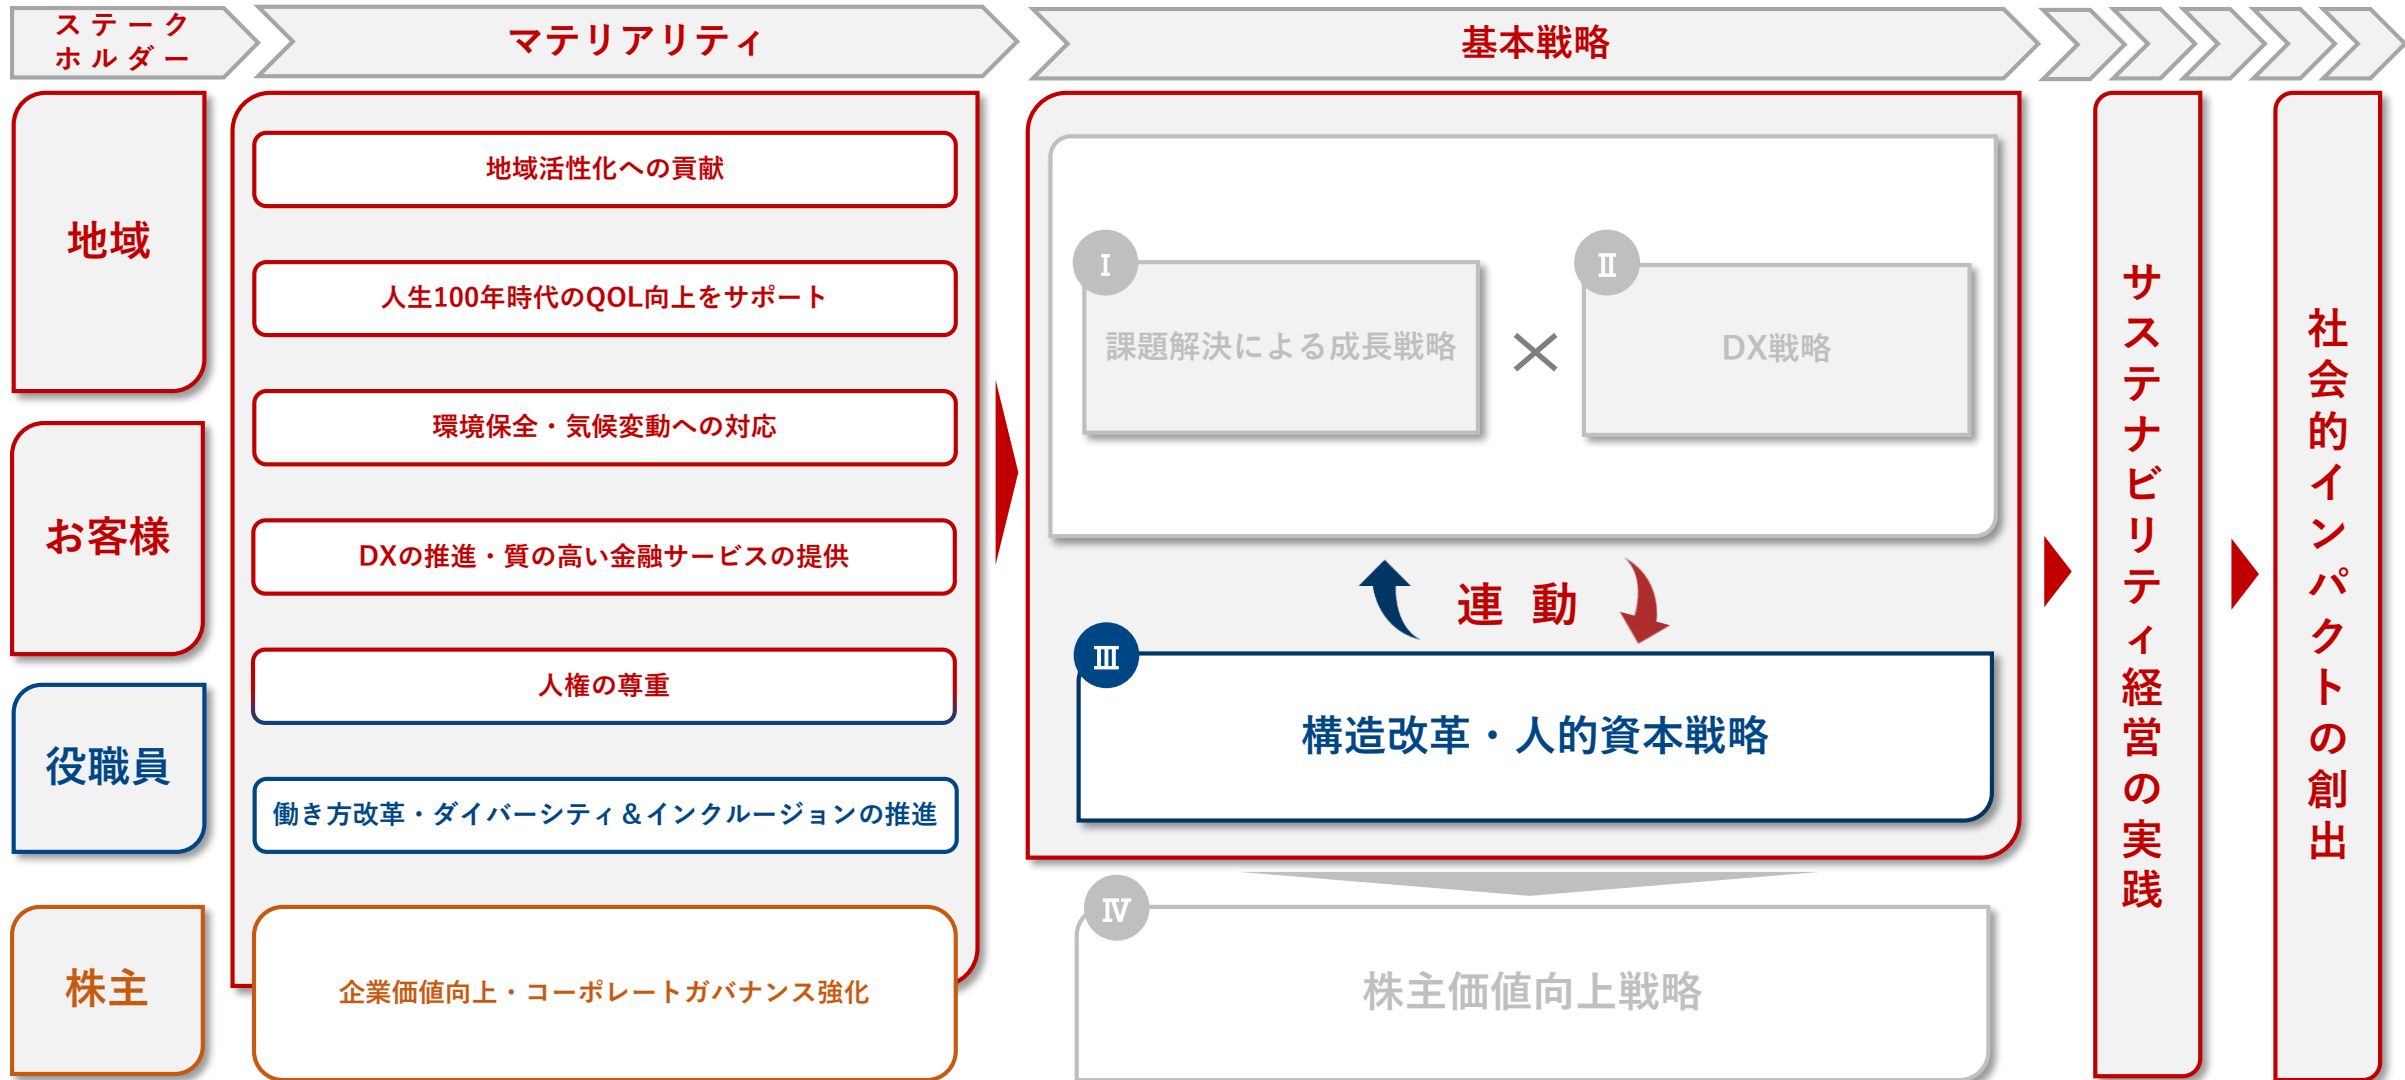 ステーク
ホルダー
マテリアリティ
基本戦略
地域
お客様
役職員
株主
地域活性化への貢献
人生100年時代のQOL向上をサポート
環境保全・気候変動への対応
DXの推進・質の高い金融サービスの提供
人権の尊重
働き方改革・ダイバーシティ＆インクルージョンの推進
企業価値向上・コーポレートガバナンス強化
Ⅰ
課題解決による成長戦略
×
Ⅱ
DX戦略
連動
Ⅲ
構造改革・人的資本戦略
Ⅳ
株主価値向上戦略
サステナビリティ経営の実践
社会的インパクトの創出